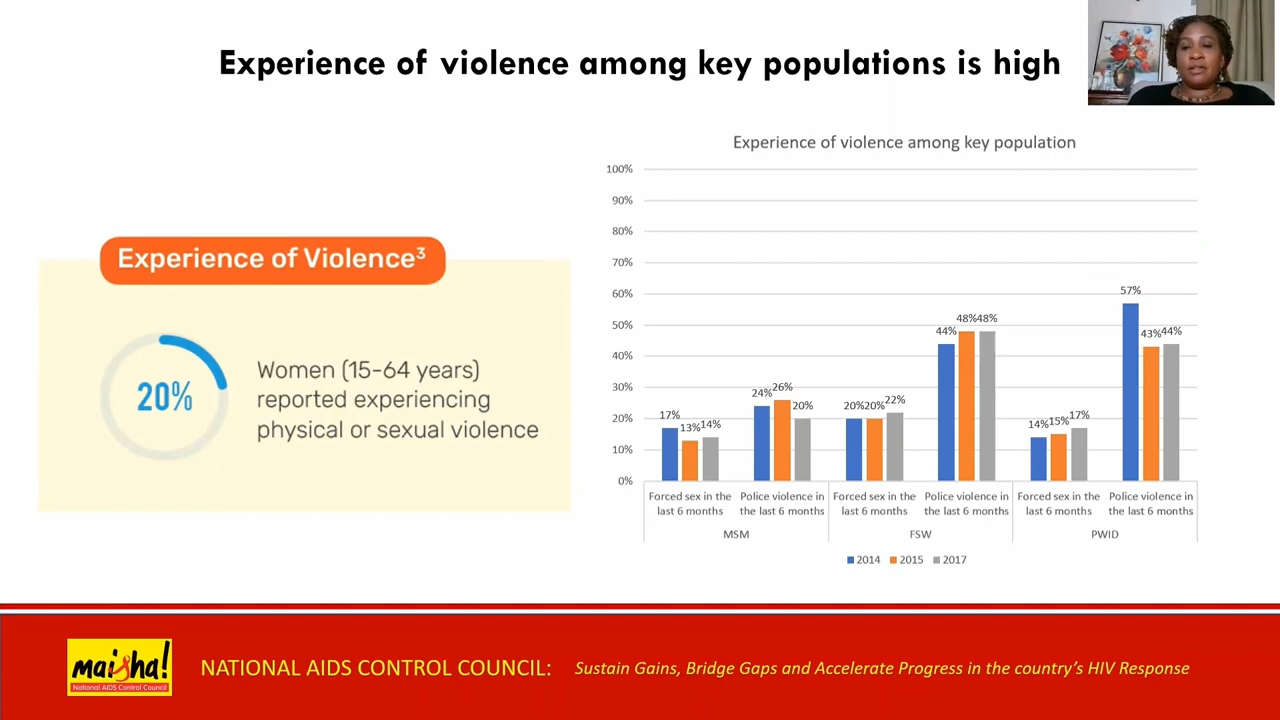 Experience of violence among key populations is high
Experience of Violence³
20%
Women (15-64 years)
reported experiencing
physical or sexual violence
Experience of violence among key population
100%
90%
80%
70%
60%
50%
40%
30%
20%
10%
0%
17%
13%
14%
24%
26%
20%
20%
20%
22%
44%
48%
48%
14%
15%
17%
57%
43%
44%
Forced sex in the
last 6 months
Police violence in
the last 6 months
Forced sex in the
last 6 months
Police violence in
the last 6 months
Forced sex in the
last 6 months
Police violence in
the last 6 months
MSM
FSW
PWID
2014
2015
2017
maisha!
National AIDS Control Council
NATIONAL AIDS CONTROL COUNCIL:
Sustain Gains, Bridge Gaps and Accelerate Progress in the country's HIV Response